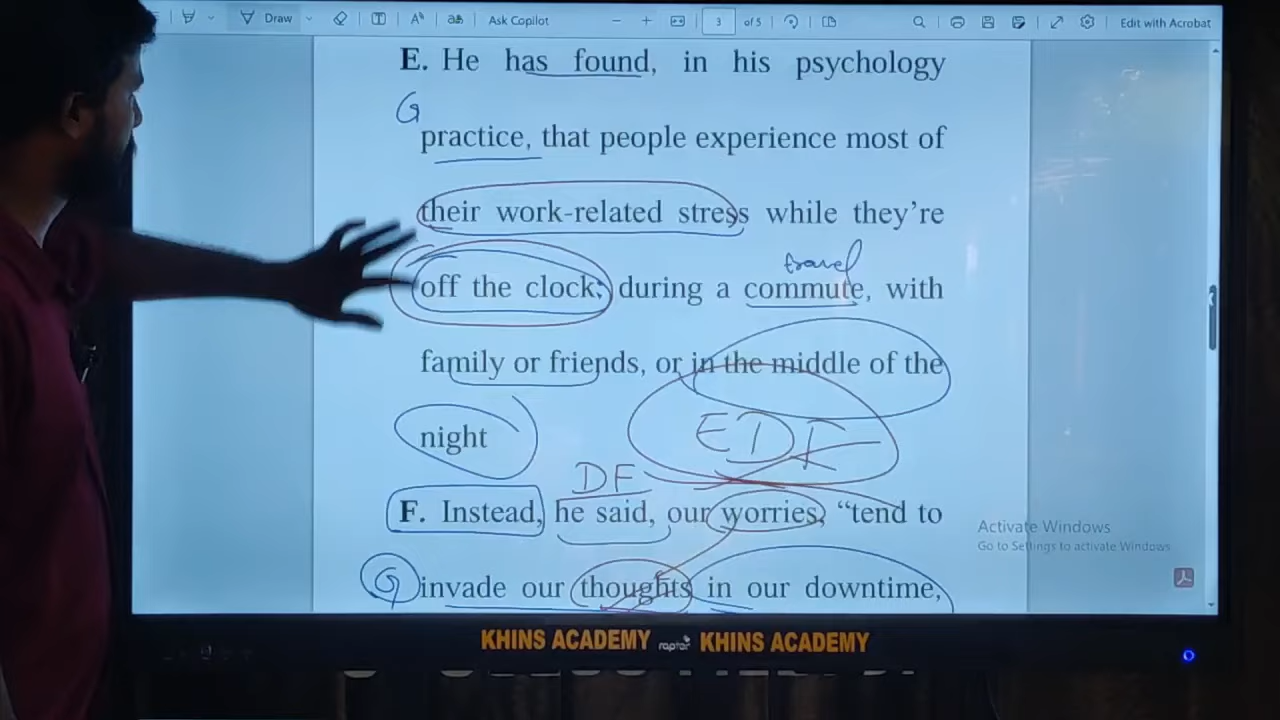 Draw
Ask Copilot
3 of 5
Edit with Acrobat
E. He has found, in his psychology
G
practice, that people experience most of
their work-related stress while they're
travel
off the clock; during a commute, with
family or friends, or in the middle of the
night
EDF
DF
F. Instead, he said, our worries, “tend to
Activate Windows
Go to Settings to activate Windows
G
invade our thoughts in our downtime,
KHINS ACADEMY raptor KHINS ACADEMY